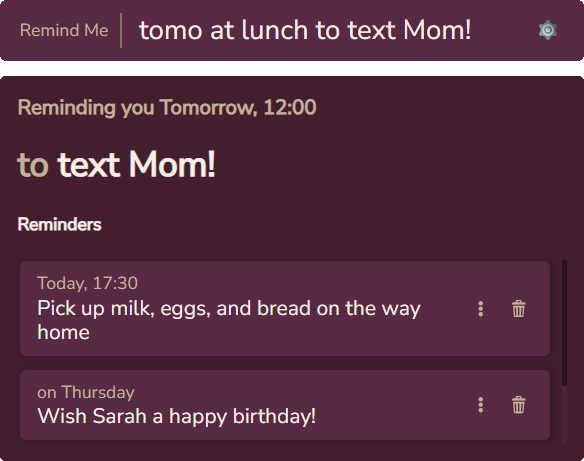 Remind Me
tomo at lunch to text Mom!
Reminding you Tomorrow, 12:00
to text Mom!
Reminders
Today, 17:30
Pick up milk, eggs, and bread on the way
home
on Thursday
Wish Sarah a happy birthday!